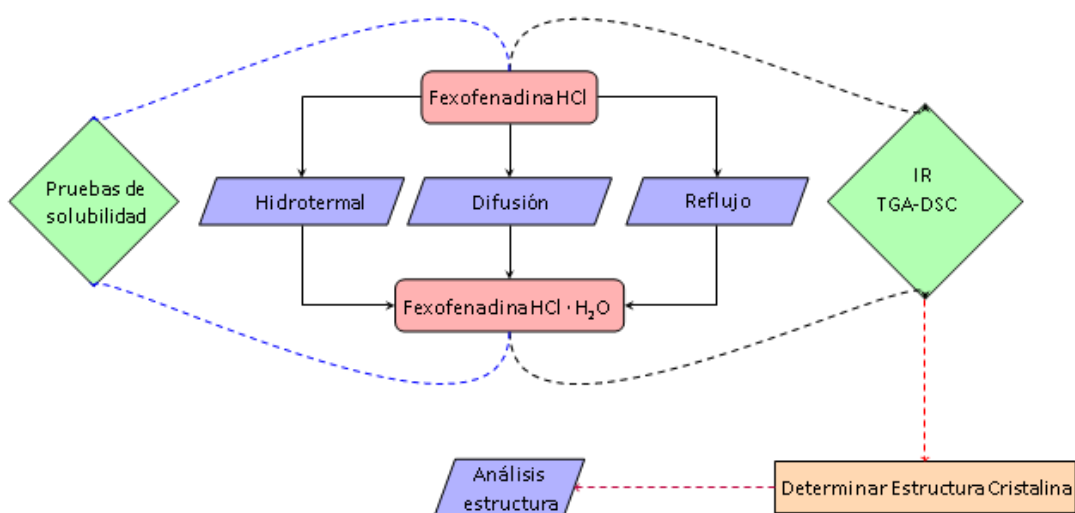 Fexofenadina HCl
Pruebas de
solubilidad
Hidrotermal
Difusión
Reflujo
IR
TGA-DSC
Fexofenadina HCl · H₂O
Análisis
estructura
Determinar Estructura Cristalina